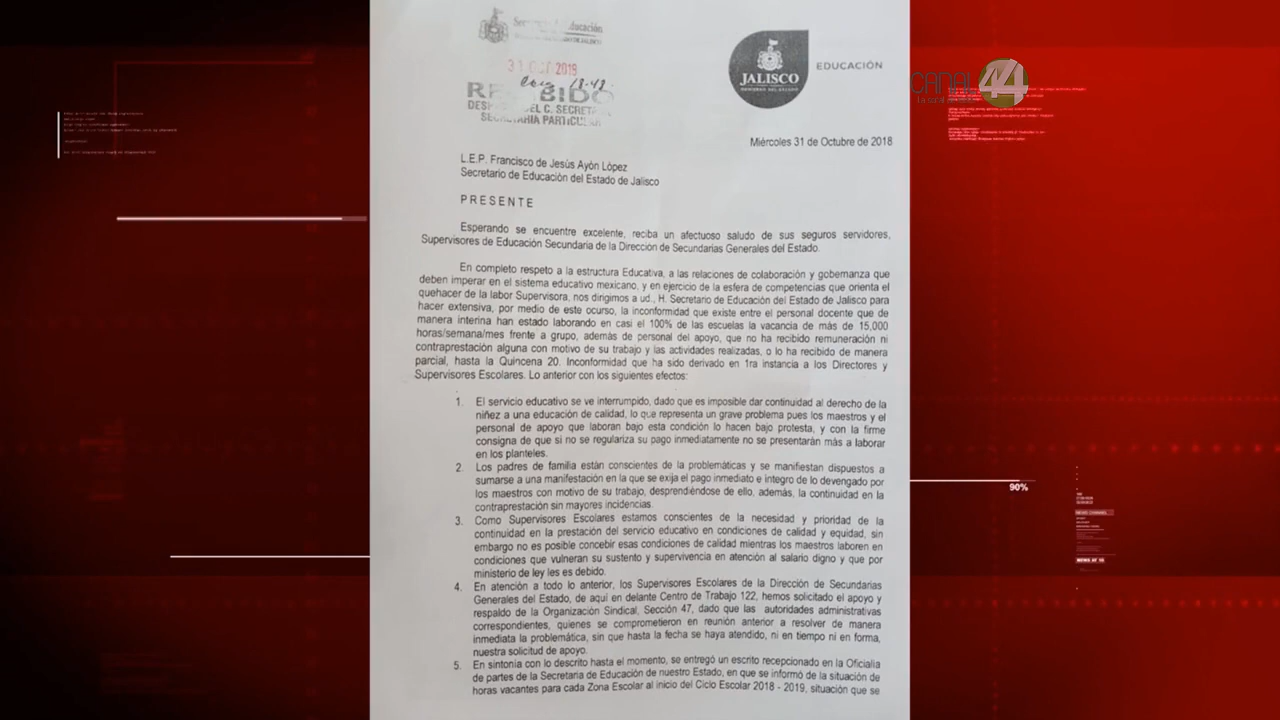 Secretaría de Educación
31 OCT 2018
RECIBIDO
DESPACHO DEL C. SECRETARIO
SECRETARÍA PARTICULAR
JALISCO
GOBIERNO DEL ESTADO
EDUCACIÓN
CANAL 44
Miércoles 31 de Octubre de 2018
L.E.P. Francisco de Jesús Ayón López
Secretario de Educación del Estado de Jalisco
PRESENTE
Esperando se encuentre excelente, reciba un afectuoso saludo de sus seguros servidores,
Supervisores de Educación Secundaria de la Direccion de Secundarias Generales del Estado.
En completo respeto a la estructura Educativa, a las relaciones de colaboración y gobernanza que
deben imperar en el sistema educativo mexicano, y en ejercicio de la esfera de competencias que orienta el
quehacer de la labor Supervisora, nos dirigimos a ud., H. Secretario de Educación del Estado de Jalisco para
hacer extensiva, por medio de este ocurso, la inconformidad que existe entre el personal docente que de
manera interina han estado laborando en casi el 100% de las escuelas la vacancia de más de 15,000
horas/semana/mes frente a grupo, además de personal del apoyo, que no ha recibido remuneración ni
contraprestación alguna con motivo de su trabajo y las actividades realizadas, o lo ha recibido de manera
parcial, hasta la Quincena 20. Inconformidad que ha sido derivado en 1ra instancia a los Directores y
Supervisores Escolares. Lo anterior con los siguientes efectos:
1. El servicio educativo se ve interrumpido, dado que es imposible dar continuidad al derecho de la
niñez a una educación de calidad, lo que representa un grave problema pues los maestros y el
personal de apoyo que laboran bajo esta condición lo hacen bajo protesta, y con la firme
consigna de que si no se regulariza su pago inmediatamente no se presentarán más a laborar
en los planteles.
2. Los padres de familia están conscientes de la problemáticas y se manifiestan dispuestos a
sumarse a una manifestación en la que se exija el pago inmediato e integro de lo devengado por
los maestros con motivo de su trabajo, desprendiéndose de ello, además, la continuidad en la
contraprestación sin mayores incidencias.
3. Como Supervisores Escolares estamos conscientes de la necesidad y prioridad de la
continuidad en la prestación del servicio educativo en condiciones de calidad y equidad, sin
embargo no es posible concebir esas condiciones de calidad mientras los maestros laboren en
condiciones que vulneran su sustento y supervivencia en atención al salario digno y que por
ministerio de ley les es debido.
4. En atención a todo lo anterior, los Supervisores Escolares de la Dirección de Secundarias
Generales del Estado, de aquí en delante Centro de Trabajo 122, hemos solicitado el apoyo y
respaldo de la Organización Sindical, Sección 47, dado que las autoridades administrativas
correspondientes, quienes se comprometieron en reunión anterior a resolver de manera
inmediata la problemática, sin que hasta la fecha se haya atendido, ni en tiempo ni en forma,
nuestra solicitud de apoyo.
5. En sintonía con lo descrito hasta el momento, se entregó un escrito recepcionado en la Oficialía
de partes de la Secretaria de Educación de nuestro Estado, en que se informó de la situación de
horas vacantes para cada Zona Escolar al inicio del Ciclo Escolar 2018 - 2019, situación que se
90%
NEWS CHANNEL
NEWS AT 10